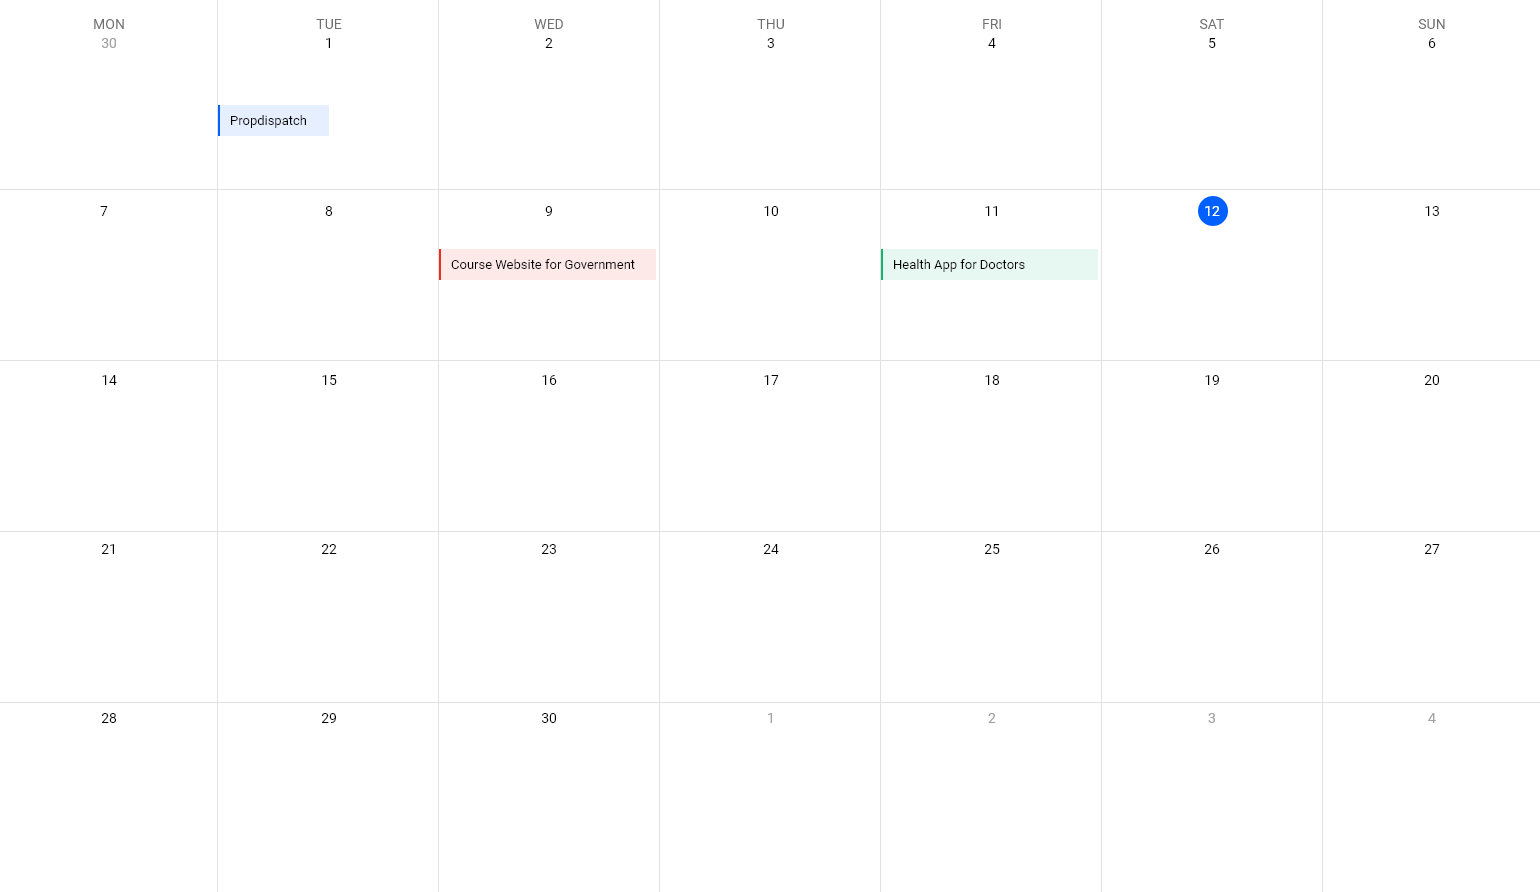 MON TUE WED THU FRI SAT SUN
30 1 2 3 4 5 6
Propdispatch
7 8 9 10 11 12 13
Course Website for Government Health App for Doctors
14 15 16 17 18 19 20
21 22 23 24 25 26 27
28 29 30 1 2 3 4